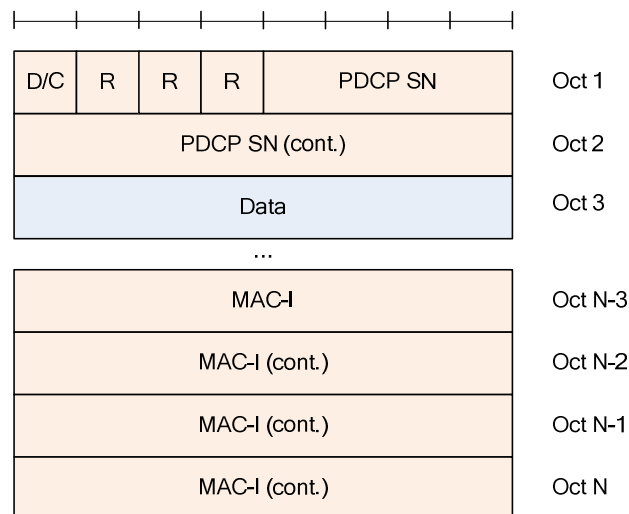 D/C R R R PDCP SN Oct 1
PDCP SN (cont.) Oct 2
Data Oct 3
...
MAC-I Oct N-3
MAC-I (cont.) Oct N-2
MAC-I (cont.) Oct N-1
MAC-I (cont.) Oct N